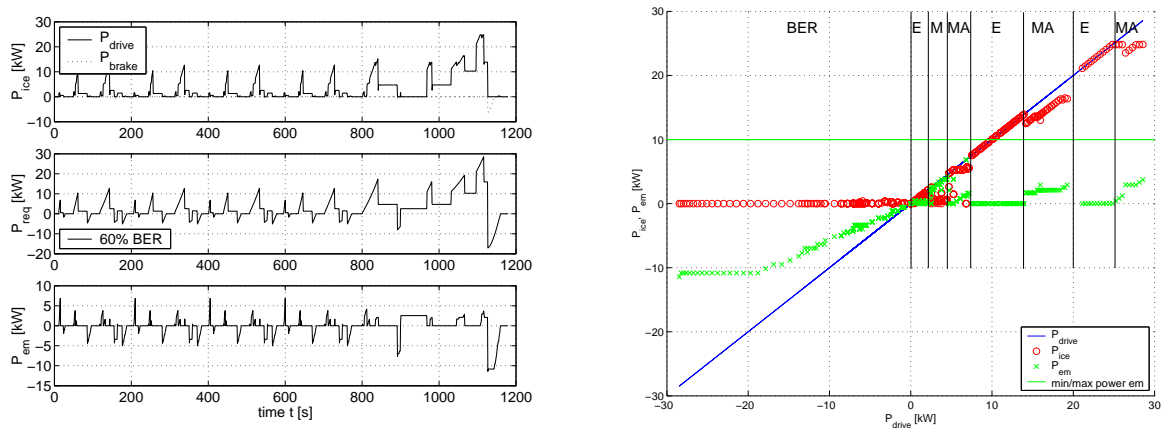 30
20
10
0
−10
P_ice [kW]
P_drive
P_brake
0 200 400 600 800 1000 1200
30
20
10
0
−10
−20
P_req [kW]
60% BER
0 200 400 600 800 1000 1200
10
5
0
−5
−10
−15
P_em [kW]
0 200 400 600 800 1000 1200
time t [s]
30
20
10
0
−10
−20
−30
P_ice, P_em [kW]
BER E M MA E MA E MA
P_drive
P_ice
P_em
min/max power em
−30 −20 −10 0 10 20 30
P_drive [kW]